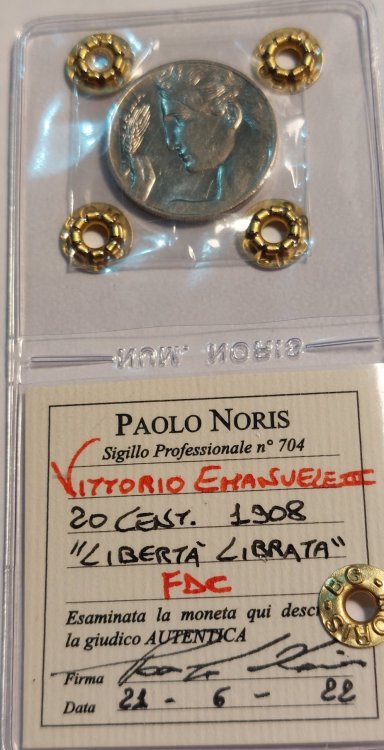 NUM. NORIS
PAOLO NORIS
Sigillo Professionale n° 704
VITTORIO EMANUELE III
20 CENT. 1908
"LIBERTÀ LIBRATA"
FDC
Esaminata la moneta qui desc
la giudico AUTENTICA
Firma
Data 21 - 6 - 22